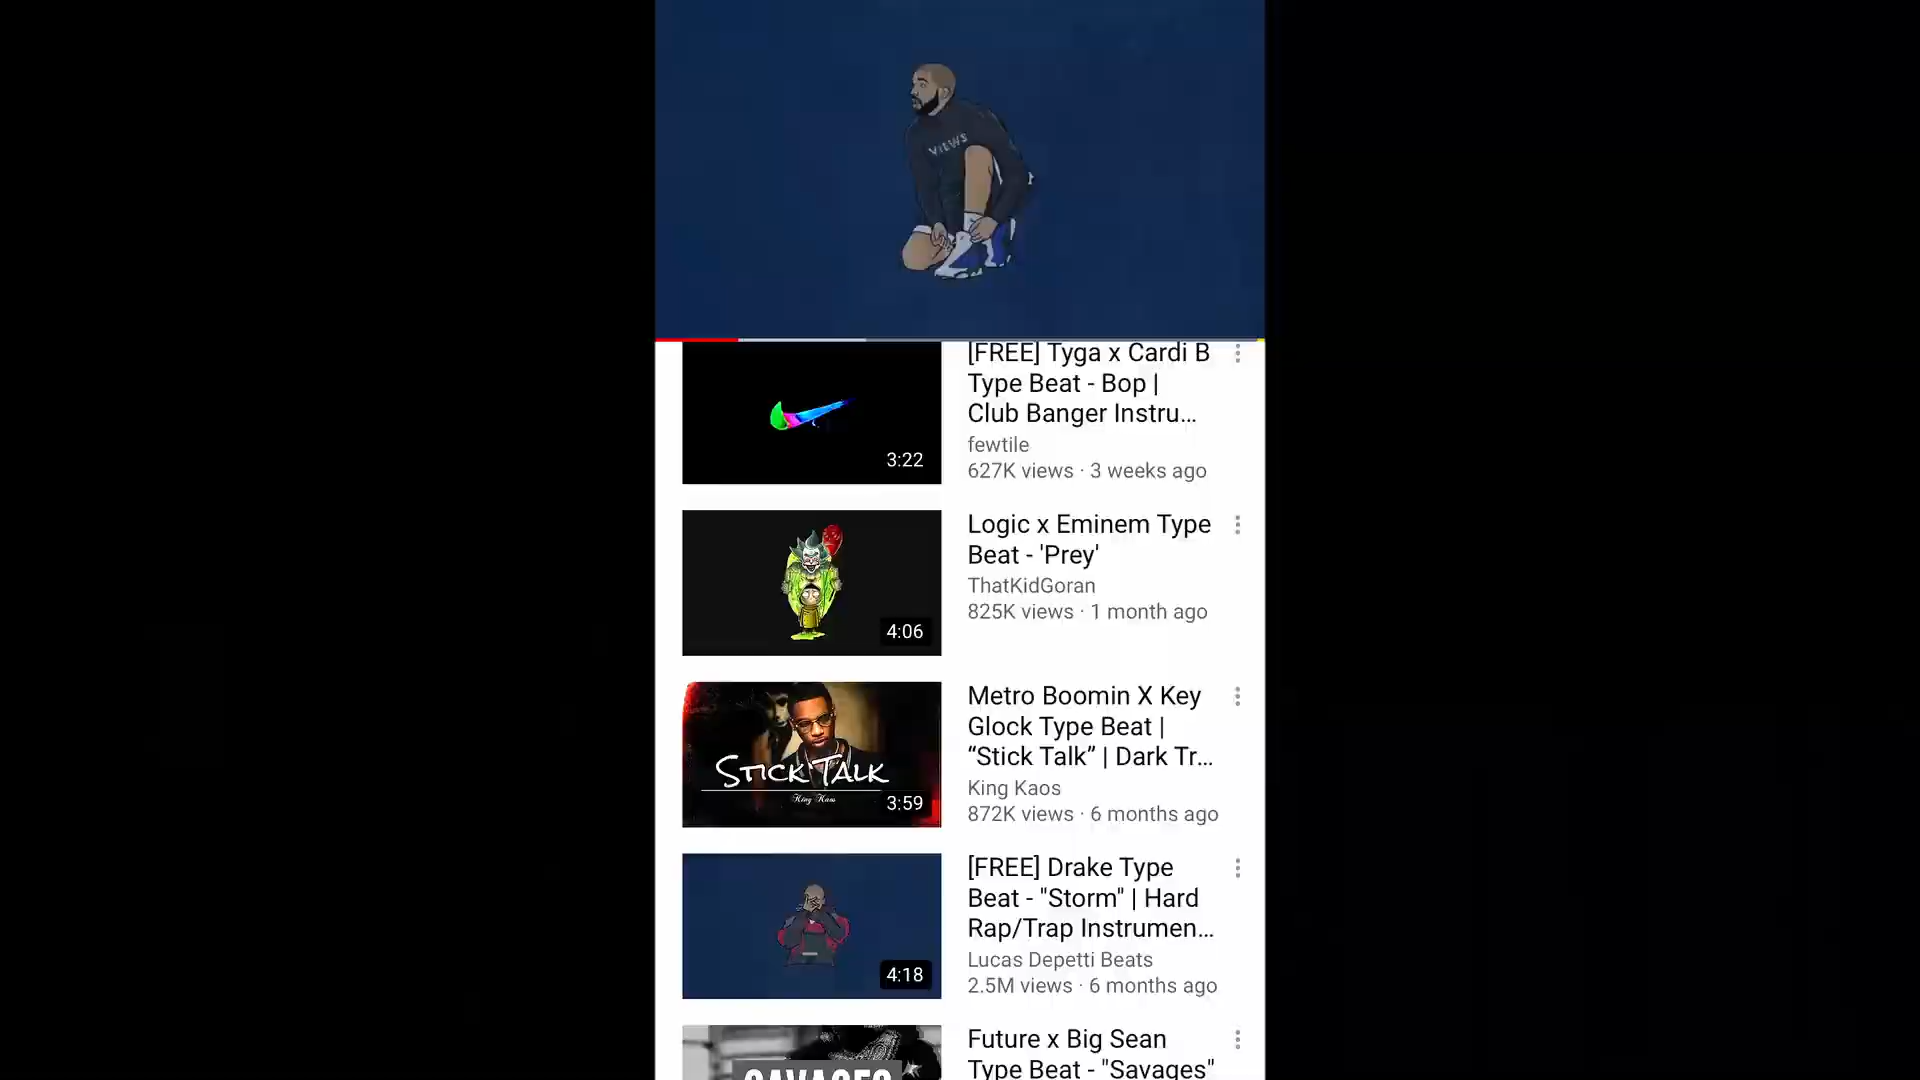 VIEWS
[FREE] Tyga x Cardi B
Type Beat - Bop |
Club Banger Instru...
fewtile
627K views · 3 weeks ago
3:22
Logic x Eminem Type
Beat - 'Prey'
ThatKidGoran
825K views · 1 month ago
4:06
Metro Boomin X Key
Glock Type Beat |
“Stick Talk” | Dark Tr...
King Kaos
872K views · 6 months ago
STICK TALK
King Kaos
3:59
[FREE] Drake Type
Beat - "Storm" | Hard
Rap/Trap Instrumen...
Lucas Depetti Beats
2.5M views · 6 months ago
4:18
Future x Big Sean
Type Beat - "Savages"
SAVAGES